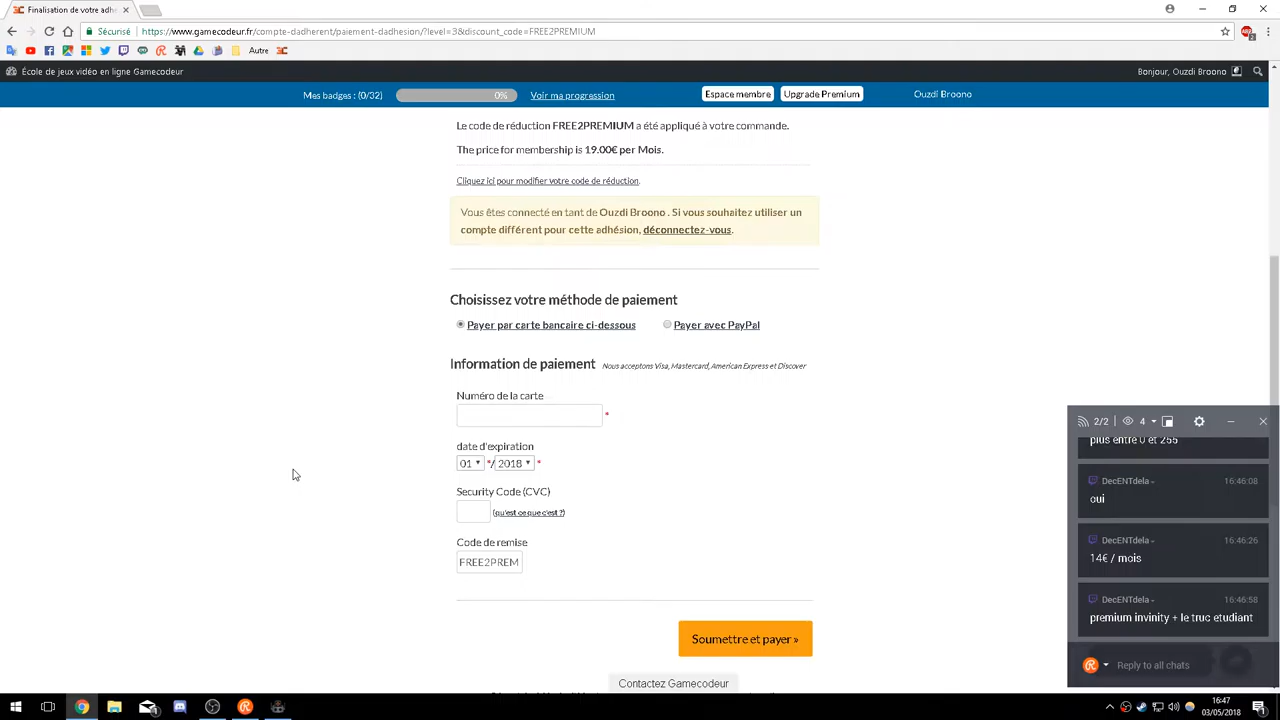 Finalisation de votre adhé
Sécurisé
https://www.gamecodeur.fr/compte-dadherent/paiement-dadhesion/?level=3&discount_code=FREE2PREMIUM
Autre
École de jeux vidéo en ligne Gamecodeur
Bonjour, Ouzdi Broono
Mes badges : (0/32)
0%
Voir ma progression
Espace membre
Upgrade Premium
Ouzdi Broono
Le code de réduction FREE2PREMIUM a été appliqué à votre commande.
The price for membership is 19.00€ per Mois.
Cliquez ici pour modifier votre code de réduction.
Vous êtes connecté en tant de Ouzdi Broono . Si vous souhaitez utiliser un
compte différent pour cette adhésion, déconnectez-vous.
Choisissez votre méthode de paiement
Payer par carte bancaire ci-dessous
Payer avec PayPal
Information de paiement
Nous acceptons Visa, Mastercard, American Express et Discover
Numéro de la carte
*
date d'expiration
01 */ 2018 *
Security Code (CVC)
(qu'est ce que c'est ?)
Code de remise
FREE2PREM
Soumettre et payer »
Contactez Gamecodeur
2/2
4
plus entre 0 et 255
DecENTdela
16:46:08
oui
DecENTdela
16:46:26
14€ / mois
DecENTdela
16:46:58
premium invinity + le truc etudiant
Reply to all chats
16:47
03/05/2018